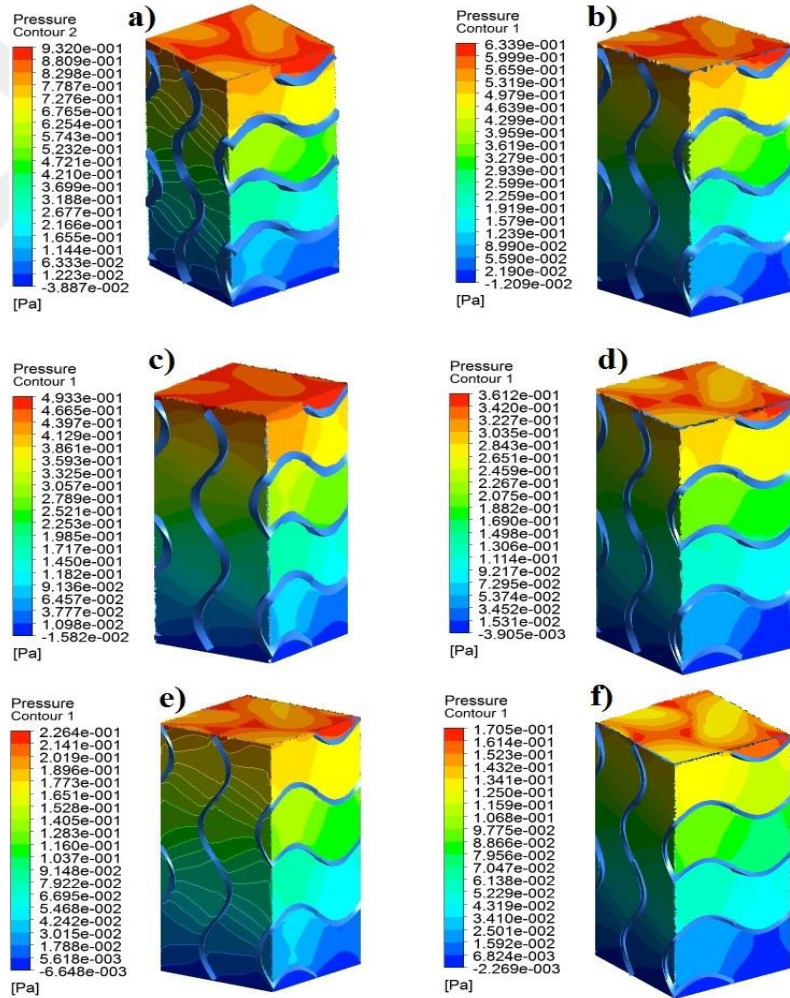 a)
Pressure
Contour 2
9.320e-001
8.809e-001
8.298e-001
7.787e-001
7.276e-001
6.765e-001
6.254e-001
5.743e-001
5.232e-001
4.721e-001
4.210e-001
3.699e-001
3.188e-001
2.677e-001
2.166e-001
1.655e-001
1.144e-001
6.333e-002
1.223e-002
-3.887e-002
[Pa]
b)
Pressure
Contour 1
6.339e-001
5.999e-001
5.659e-001
5.319e-001
4.979e-001
4.639e-001
4.299e-001
3.959e-001
3.619e-001
3.279e-001
2.939e-001
2.599e-001
2.259e-001
1.919e-001
1.579e-001
1.239e-001
8.990e-002
5.590e-002
2.190e-002
-1.209e-002
[Pa]
c)
Pressure
Contour 1
4.933e-001
4.665e-001
4.397e-001
4.129e-001
3.861e-001
3.593e-001
3.325e-001
3.057e-001
2.789e-001
2.521e-001
2.253e-001
1.985e-001
1.717e-001
1.450e-001
1.182e-001
9.136e-002
6.457e-002
3.777e-002
1.098e-002
-1.582e-002
[Pa]
d)
Pressure
Contour 1
3.612e-001
3.420e-001
3.227e-001
3.035e-001
2.843e-001
2.651e-001
2.459e-001
2.267e-001
2.075e-001
1.882e-001
1.690e-001
1.498e-001
1.306e-001
1.114e-001
9.217e-002
7.295e-002
5.374e-002
3.452e-002
1.531e-002
-3.905e-003
[Pa]
e)
Pressure
Contour 1
2.264e-001
2.141e-001
2.019e-001
1.896e-001
1.773e-001
1.651e-001
1.528e-001
1.405e-001
1.283e-001
1.160e-001
1.037e-001
9.148e-002
7.922e-002
6.695e-002
5.468e-002
4.242e-002
3.015e-002
1.788e-002
5.618e-003
-6.648e-003
[Pa]
f)
Pressure
Contour 1
1.705e-001
1.614e-001
1.523e-001
1.432e-001
1.341e-001
1.250e-001
1.159e-001
1.068e-001
9.775e-002
8.866e-002
7.956e-002
7.047e-002
6.138e-002
5.229e-002
4.319e-002
3.410e-002
2.501e-002
1.592e-002
6.824e-003
-2.269e-003
[Pa]